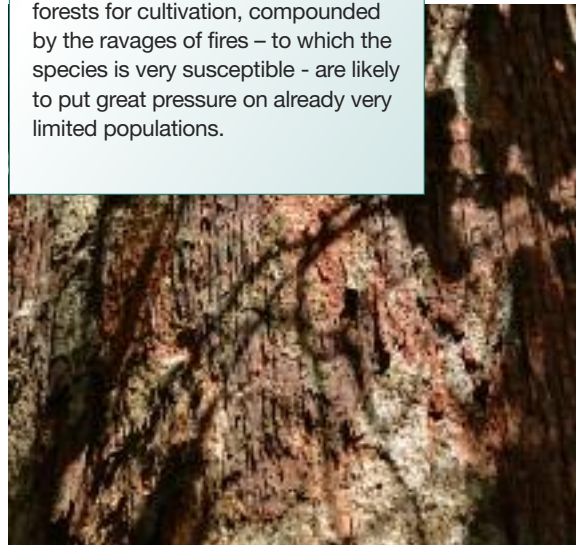 forests for cultivation, compounded
by the ravages of fires – to which the
species is very susceptible - are likely
to put great pressure on already very
limited populations.